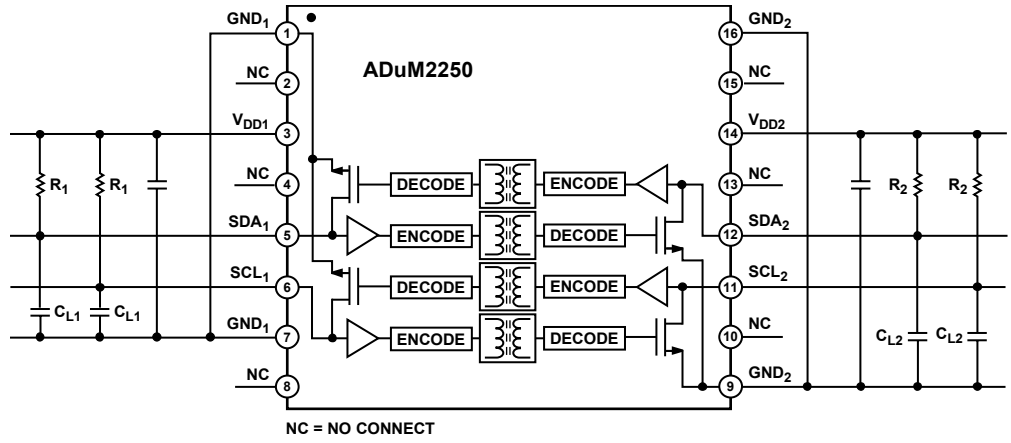 GND1
1
NC
2
VDD1
3
NC
4
SDA1
5
SCL1
6
GND1
7
NC
8
R1
R1
CL1
CL1
ADuM2250
DECODE
ENCODE
ENCODE
DECODE
DECODE
ENCODE
ENCODE
DECODE
GND2
16
NC
15
VDD2
14
NC
13
SDA2
12
SCL2
11
NC
10
GND2
9
R2
R2
CL2
CL2
NC = NO CONNECT